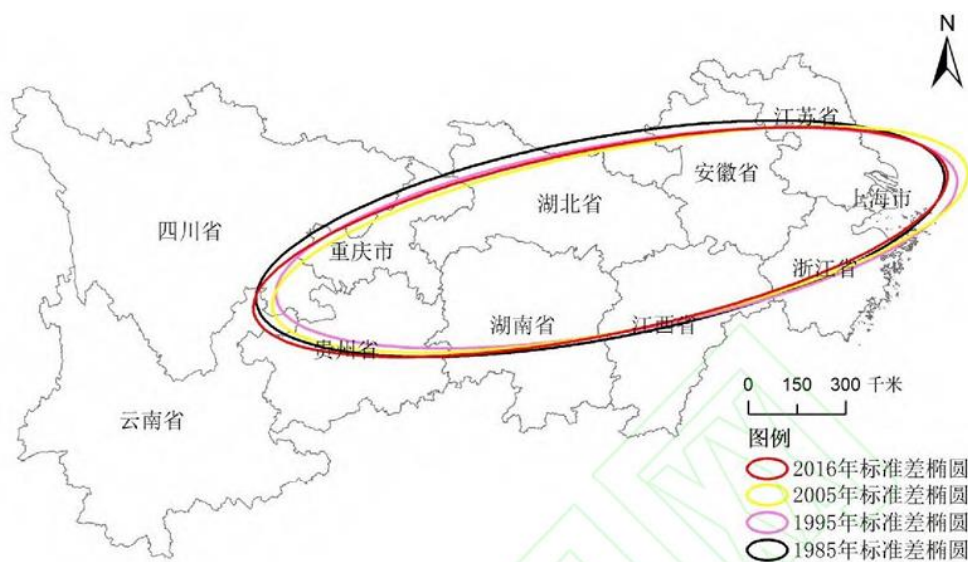 N
江苏省
安徽省
湖北省
上海市
四川省
重庆市
浙江省
湖南省
江西省
贵州省
云南省
0 150 300 千米
图例
2016年标准差椭圆
2005年标准差椭圆
1995年标准差椭圆
1985年标准差椭圆